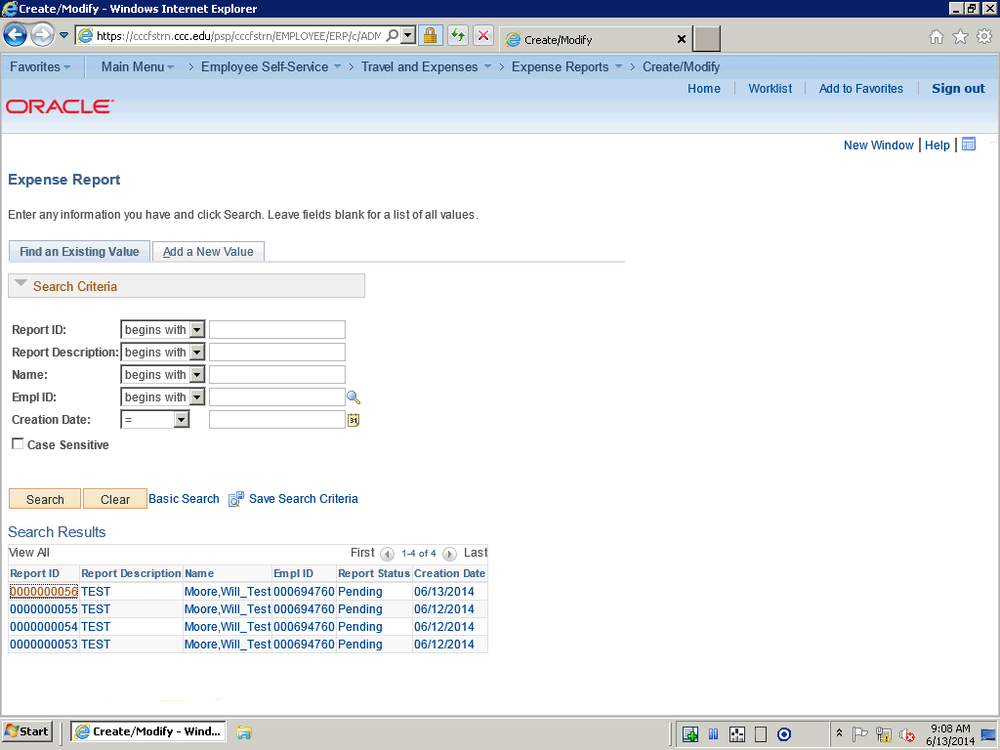 Create/Modify - Windows Internet Explorer
https://cccfstrn.ccc.edu/psp/cccfstrn/EMPLOYEE/ERP/c/ADM
Create/Modify
Favorites Main Menu > Employee Self-Service > Travel and Expenses > Expense Reports > Create/Modify
Home Worklist Add to Favorites Sign out
ORACLE
New Window | Help |
Expense Report
Enter any information you have and click Search. Leave fields blank for a list of all values.
Find an Existing Value Add a New Value
Search Criteria
Report ID: begins with
Report Description: begins with
Name: begins with
Empl ID: begins with
Creation Date: =
31
Case Sensitive
Search Clear Basic Search Save Search Criteria
Search Results
View All First 1-4 of 4 Last
Report ID Report Description Name Empl ID Report Status Creation Date
0000000056 TEST Moore,Will_Test 000694760 Pending 06/13/2014
0000000055 TEST Moore,Will_Test 000694760 Pending 06/12/2014
0000000054 TEST Moore,Will_Test 000694760 Pending 06/12/2014
0000000053 TEST Moore,Will_Test 000694760 Pending 06/12/2014
Start Create/Modify - Wind... 9:08 AM
6/13/2014